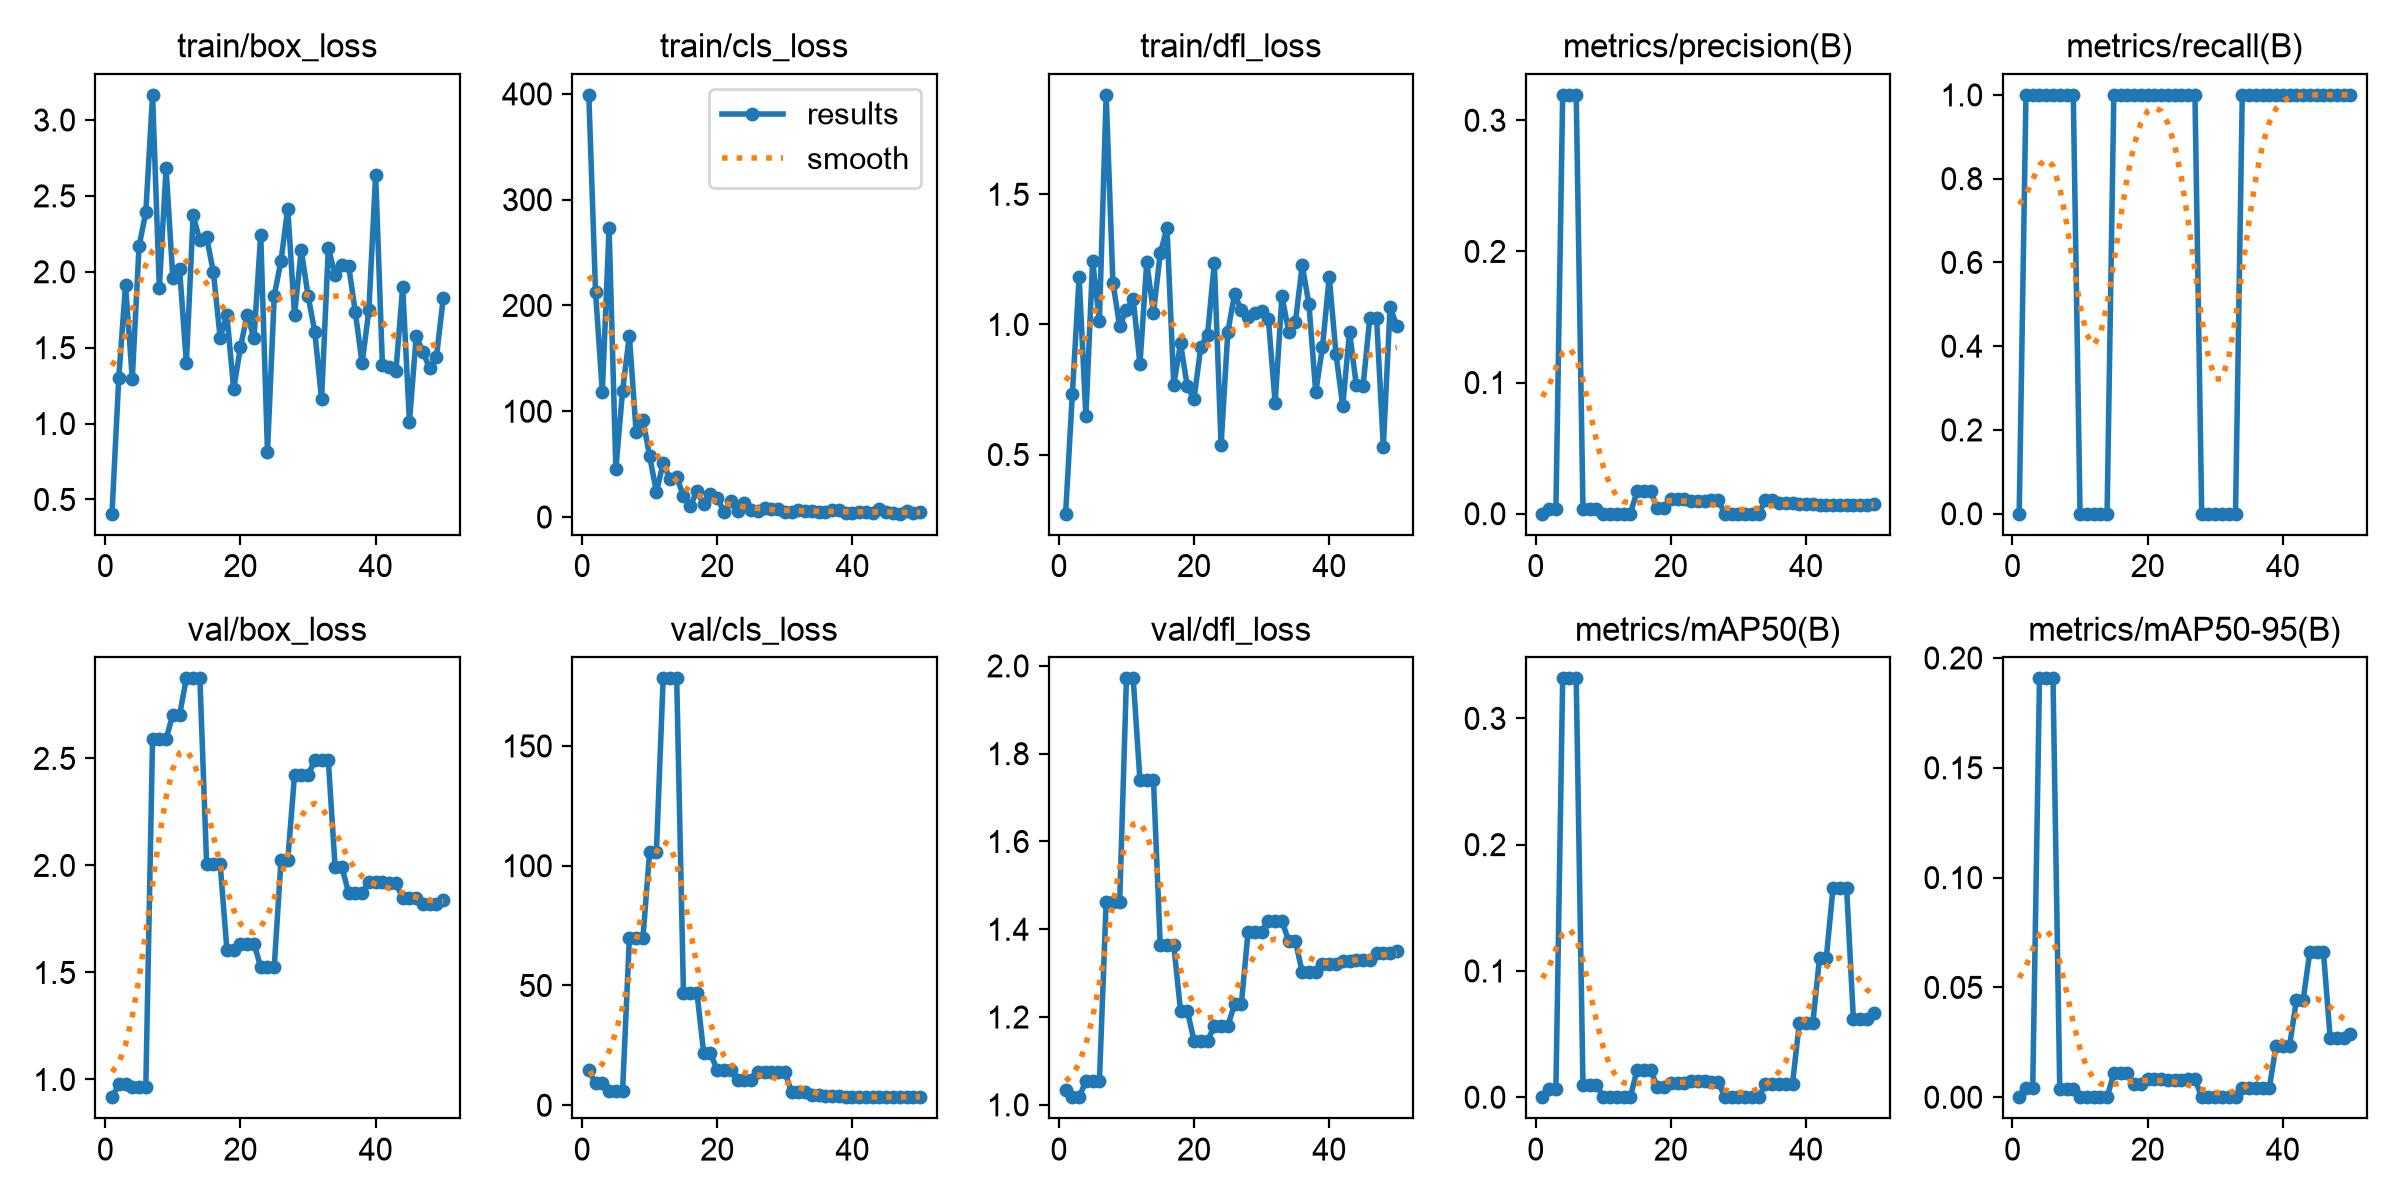 train/box_loss
3.0
2.5
2.0
1.5
1.0
0.5
0 20 40
train/cls_loss
results
smooth
400
300
200
100
0
0 20 40
train/dfl_loss
1.5
1.0
0.5
0 20 40
metrics/precision(B)
0.3
0.2
0.1
0.0
0 20 40
metrics/recall(B)
1.0
0.8
0.6
0.4
0.2
0.0
0 20 40
val/box_loss
2.5
2.0
1.5
1.0
0 20 40
val/cls_loss
150
100
50
0
0 20 40
val/dfl_loss
2.0
1.8
1.6
1.4
1.2
1.0
0 20 40
metrics/mAP50(B)
0.3
0.2
0.1
0.0
0 20 40
metrics/mAP50-95(B)
0.20
0.15
0.10
0.05
0.00
0 20 40